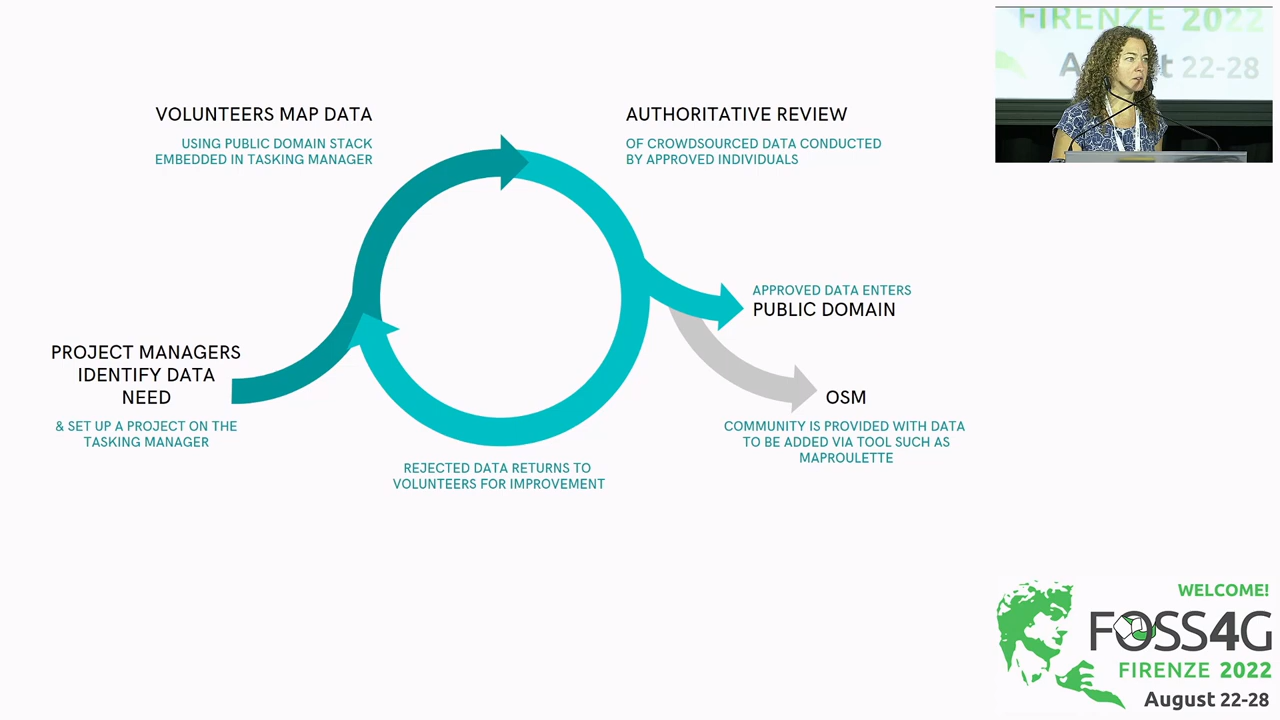 VOLUNTEERS MAP DATA
USING PUBLIC DOMAIN STACK
EMBEDDED IN TASKING MANAGER
AUTHORITATIVE REVIEW
OF CROWDSOURCED DATA CONDUCTED
BY APPROVED INDIVIDUALS
APPROVED DATA ENTERS
PUBLIC DOMAIN
PROJECT MANAGERS
IDENTIFY DATA
NEED
& SET UP A PROJECT ON THE
TASKING MANAGER
OSM
COMMUNITY IS PROVIDED WITH DATA
TO BE ADDED VIA TOOL SUCH AS
MAPROULETTE
REJECTED DATA RETURNS TO
VOLUNTEERS FOR IMPROVEMENT
FIRENZE 2022
22-28
WELCOME!
FOSS4G
FIRENZE 2022
August 22-28